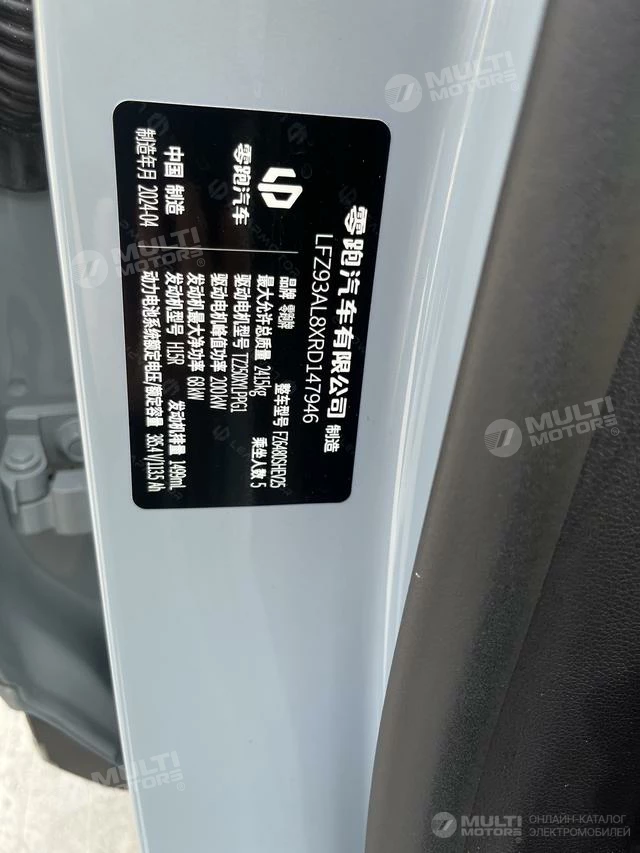 零跑汽车有限公司 制造
LFZ93AL8XRD147946
零跑汽车
品牌 零跑牌 整车型号 FZ6480SHEV25
最大允许总质量 2415kg 乘坐人数 5
驱动电机型号 TZ250XYLPPG1
驱动电机峰值功率 200kW
发动机最大净功率 68kW
中国 制造
发动机型号 H15R 发动机排量 1499mL
制造年月 2024-04
动力电池系统额定电压/额定容量
MULTI MOTORS
MULTI MOTORS
MULTI MOTORS
MULTI MOTORS
MULTI MOTORS
ОНЛАЙН-КАТАЛОГ
ЭЛЕКТРОМОБИЛЕЙ